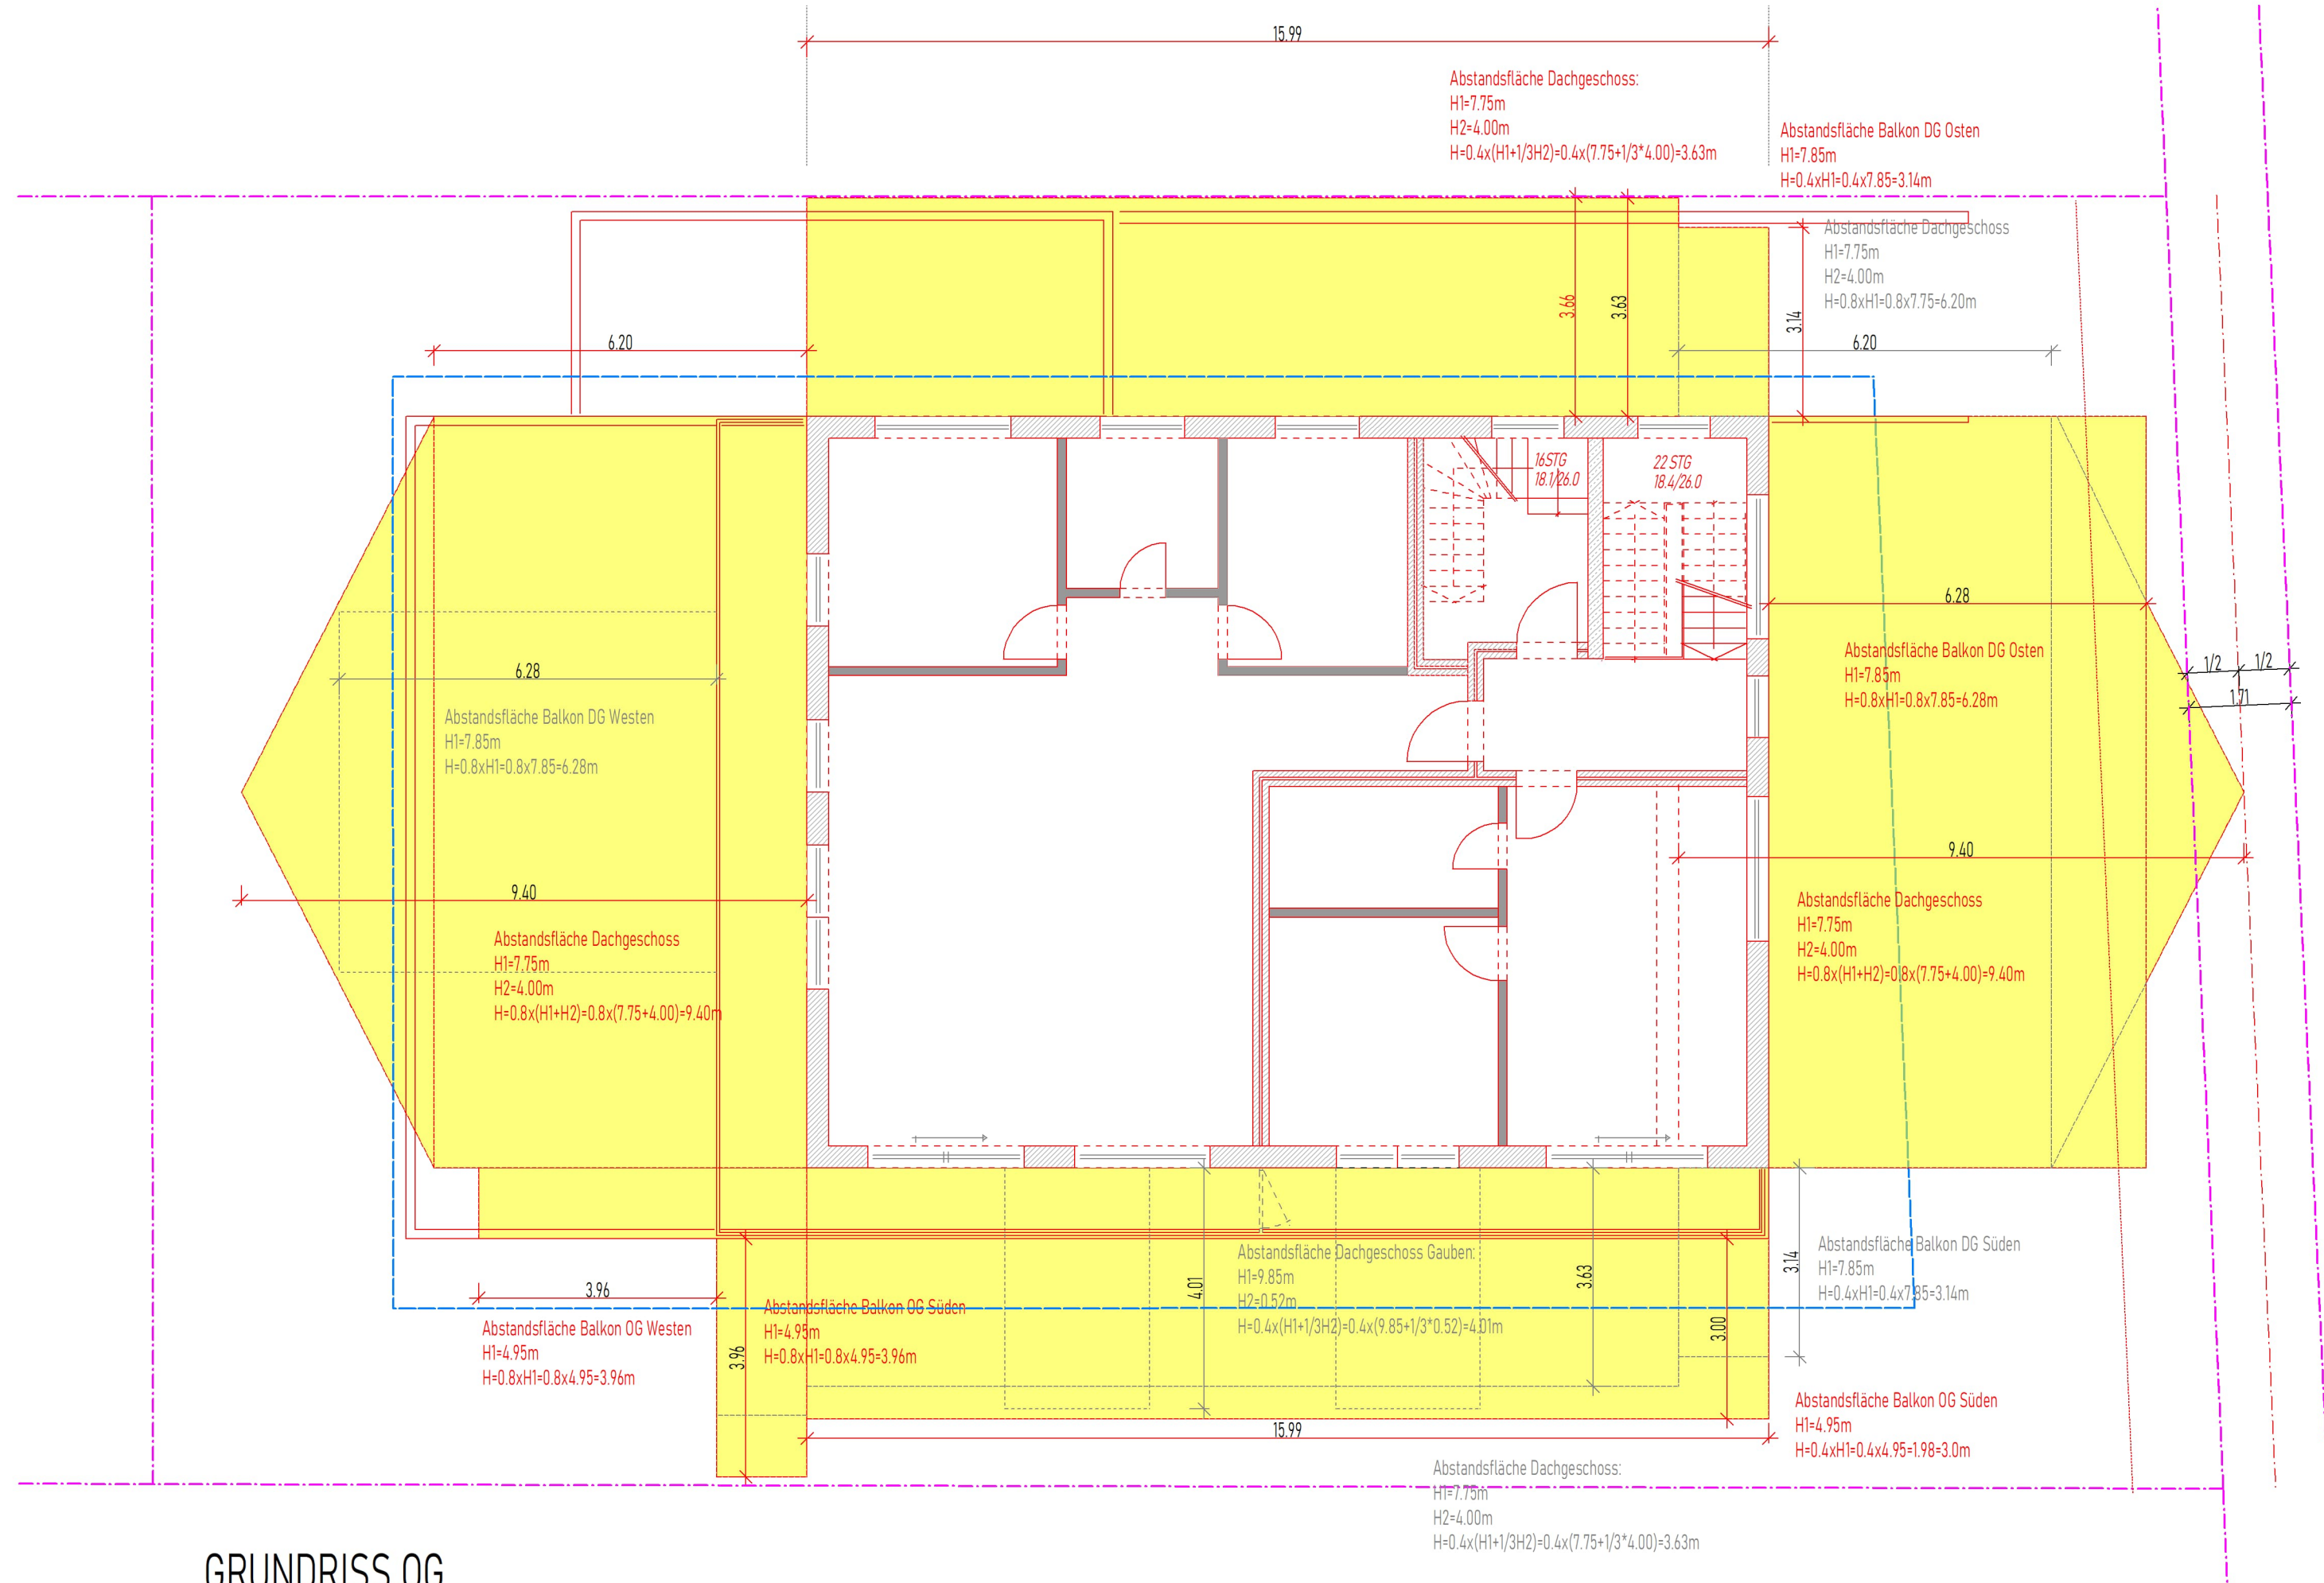 15.99
Abstandsfläche Dachgeschoss:
H1=7.75m
H2=4.00m
H=0.4x(H1+1/3H2)=0.4x(7.75+1/3*4.00)=3.63m
Abstandsfläche Balkon DG Osten
H1=7.85m
H=0.4xH1=0.4x7.85=3.14m
Abstandsfläche Dachgeschoss
H1=7.75m
H2=4.00m
H=0.8xH1=0.8x7.75=6.20m
3.66
3.63
3.14
6.20
6.20
16STG
18.1/26.0
22 STG
18.4/26.0
6.28
Abstandsfläche Balkon DG Osten
H1=7.85m
H=0.8xH1=0.8x7.85=6.28m
1/2
1/2
1.71
6.28
Abstandsfläche Balkon DG Westen
H1=7.85m
H=0.8xH1=0.8x7.85=6.28m
9.40
9.40
Abstandsfläche Dachgeschoss
H1=7.75m
H2=4.00m
H=0.8x(H1+H2)=0.8x(7.75+4.00)=9.40m
Abstandsfläche Dachgeschoss
H1=7.75m
H2=4.00m
H=0.8x(H1+H2)=0.8x(7.75+4.00)=9.40m
Abstandsfläche Dachgeschoss Gauben:
H1=9.85m
H2=0.52m
H=0.4x(H1+1/3H2)=0.4x(9.85+1/3*0.52)=4.01m
4.01
3.63
3.14
3.00
Abstandsfläche Balkon DG Süden
H1=7.85m
H=0.4xH1=0.4x7.85=3.14m
3.96
Abstandsfläche Balkon OG Westen
H1=4.95m
H=0.8xH1=0.8x4.95=3.96m
3.96
Abstandsfläche Balkon OG Süden
H1=4.95m
H=0.8xH1=0.8x4.95=3.96m
Abstandsfläche Balkon OG Süden
H1=4.95m
H=0.4xH1=0.4x4.95=1.98=3.0m
15.99
Abstandsfläche Dachgeschoss:
H1=7.75m
H2=4.00m
H=0.4x(H1+1/3H2)=0.4x(7.75+1/3*4.00)=3.63m
GRUNDRISS OG